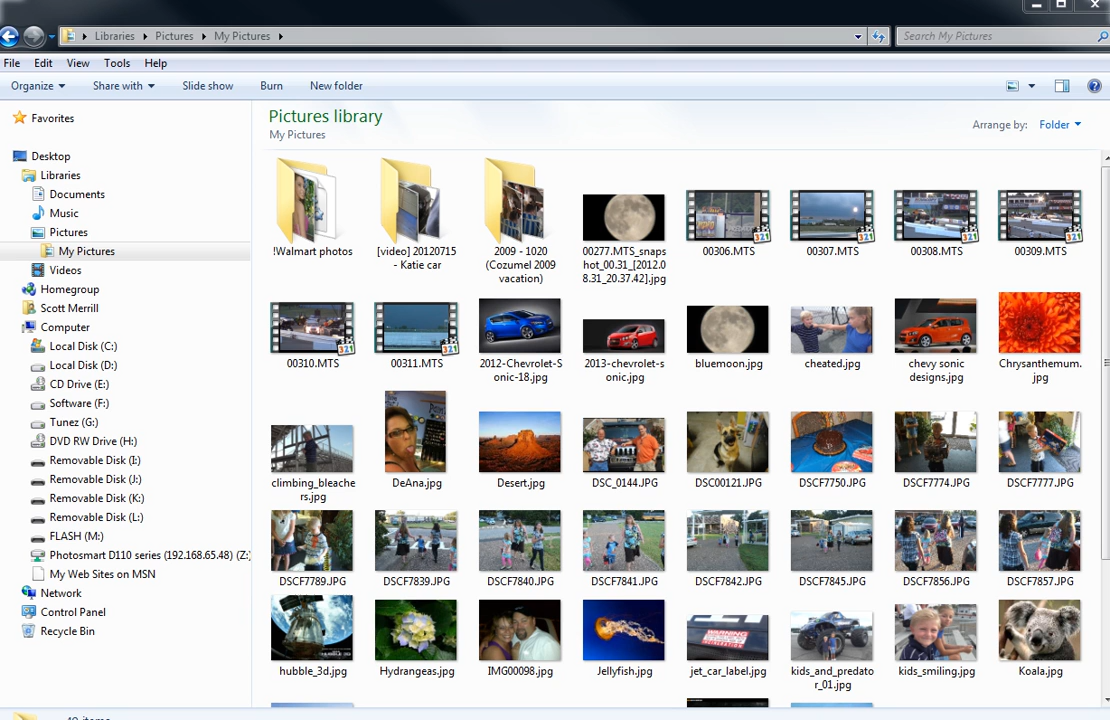 Libraries
Pictures
My Pictures
Search My Pictures
File
Edit
View
Tools
Help
Organize
Share with
Slide show
Burn
New folder
Favorites
Desktop
Libraries
Documents
Music
Pictures
My Pictures
Videos
Homegroup
Scott Merrill
Computer
Local Disk (C:)
Local Disk (D:)
CD Drive (E:)
Software (F:)
Tunez (G:)
DVD RW Drive (H:)
Removable Disk (I:)
Removable Disk (J:)
Removable Disk (K:)
Removable Disk (L:)
FLASH (M:)
Photosmart D110 series (192.168.65.48) (Z:)
My Web Sites on MSN
Network
Control Panel
Recycle Bin
Pictures library
My Pictures
Arrange by:
Folder
!Walmart photos
[video] 20120715
- Katie car
2009 - 1020
(Cozumel 2009
vacation)
00277.MTS_snaps
hot_00.31_[2012.0
8.31_20.37.42].jpg
00306.MTS
00307.MTS
00308.MTS
00309.MTS
00310.MTS
00311.MTS
2012-Chevrolet-S
onic-18.jpg
2013-chevrolet-s
onic.jpg
bluemoon.jpg
cheated.jpg
chevy sonic
designs.jpg
Chrysanthemum.
jpg
climbing_bleache
rs.jpg
DeAna.jpg
Desert.jpg
DSC_0144.JPG
DSC00121.JPG
DSCF7750.JPG
DSCF7774.JPG
DSCF7777.JPG
DSCF7789.JPG
DSCF7839.JPG
DSCF7840.JPG
DSCF7841.JPG
DSCF7842.JPG
DSCF7845.JPG
DSCF7856.JPG
DSCF7857.JPG
WARNING
hubble_3d.jpg
Hydrangeas.jpg
IMG00098.jpg
Jellyfish.jpg
jet_car_label.jpg
kids_and_predato
r_01.jpg
kids_smiling.jpg
Koala.jpg